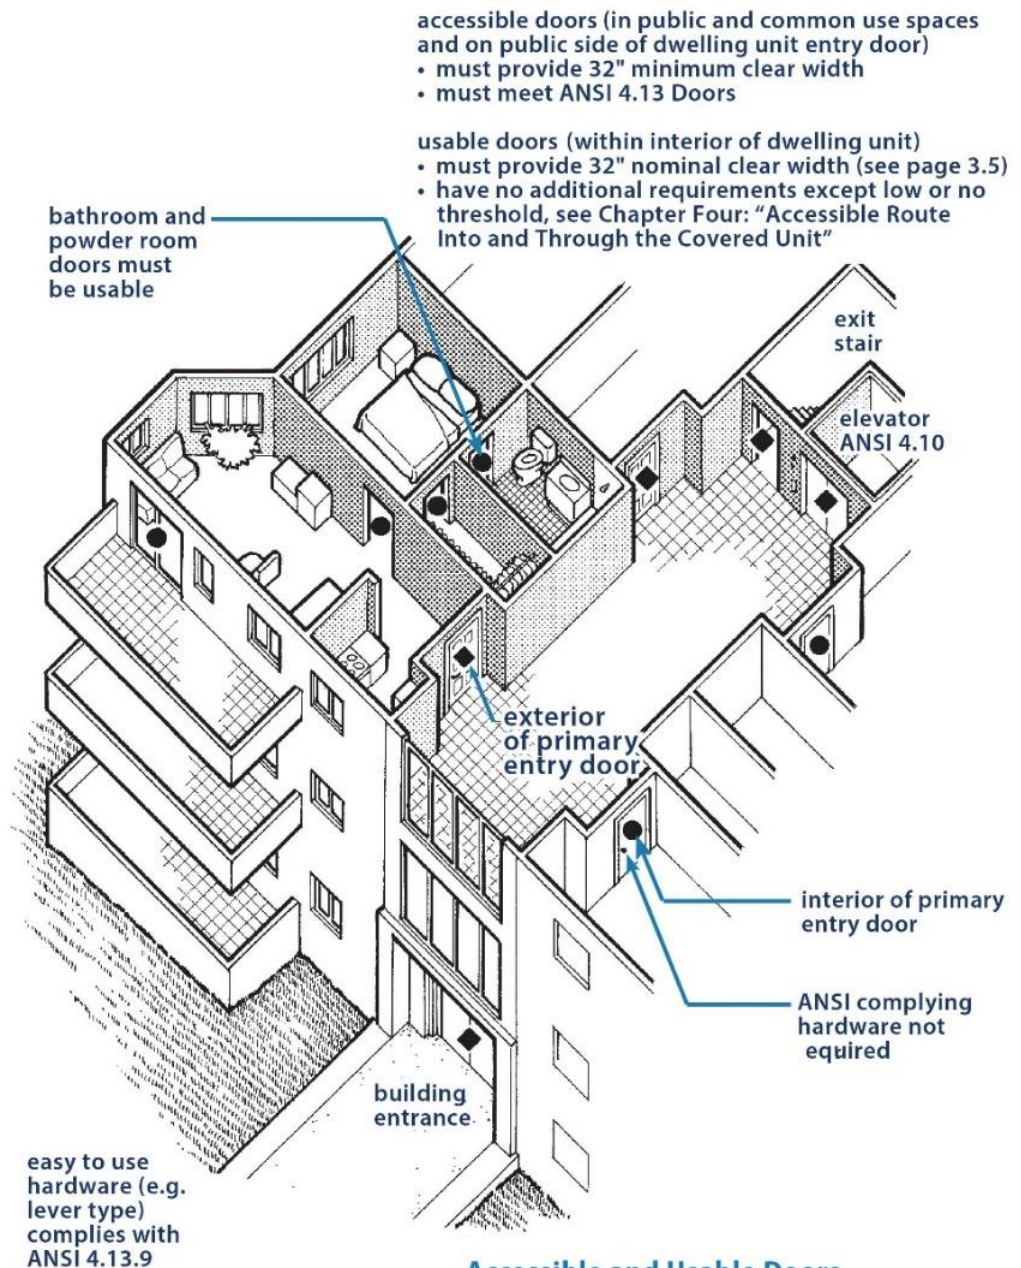 accessible doors (in public and common use spaces
and on public side of dwelling unit entry door)
• must provide 32" minimum clear width
• must meet ANSI 4.13 Doors
usable doors (within interior of dwelling unit)
• must provide 32" nominal clear width (see page 3.5)
• have no additional requirements except low or no
threshold, see Chapter Four: “Accessible Route
Into and Through the Covered Unit”
bathroom and
powder room
doors must
be usable
exit
stair
elevator
ANSI 4.10
exterior
of primary
entry door
interior of primary
entry door
ANSI complying
hardware not
equired
building
entrance
easy to use
hardware (e.g.
lever type)
complies with
ANSI 4.13.9
Accessible and Usable Doors